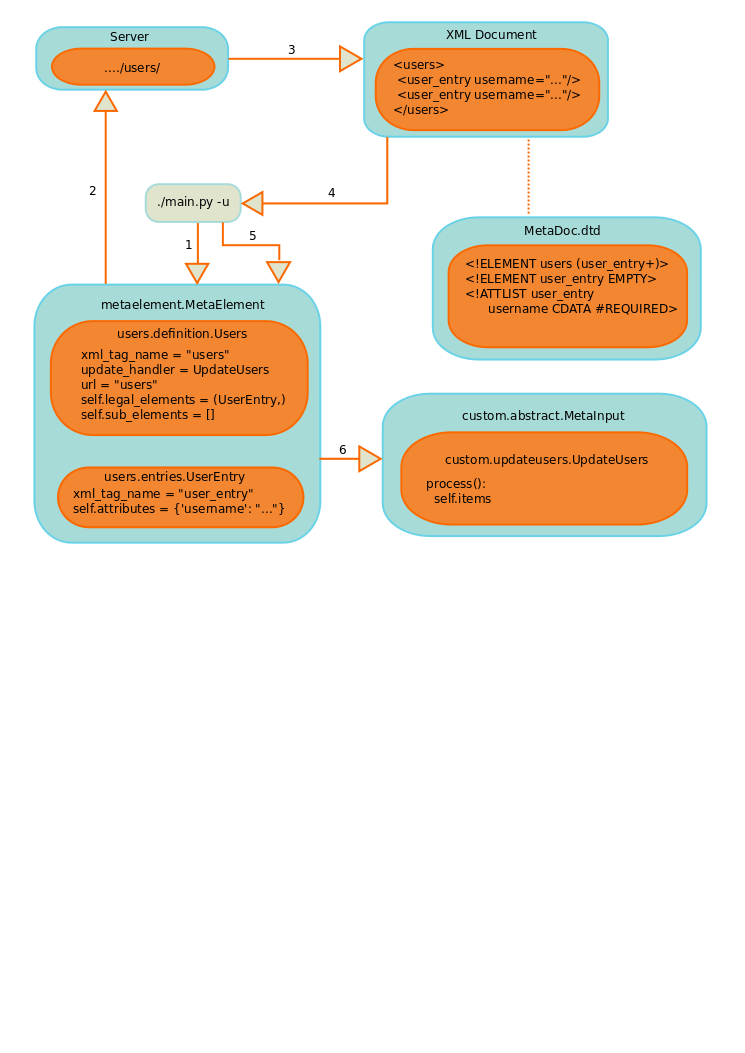 Server
..../users/
3
XML Document
<users>
<user_entry username="..."/>
<user_entry username="..."/>
</users>
2
./main.py -u
4
1
5
MetaDoc.dtd
<!ELEMENT users (user_entry+)>
<!ELEMENT user_entry EMPTY>
<!ATTLIST user_entry
username CDATA #REQUIRED>
metaelement.MetaElement
users.definition.Users
xml_tag_name = "users"
update_handler = UpdateUsers
url = "users"
self.legal_elements = (UserEntry,)
self.sub_elements = []
users.entries.UserEntry
xml_tag_name = "user_entry"
self.attributes = {'username': "..."}
6
custom.abstract.MetaInput
custom.updateusers.UpdateUsers
process():
self.items